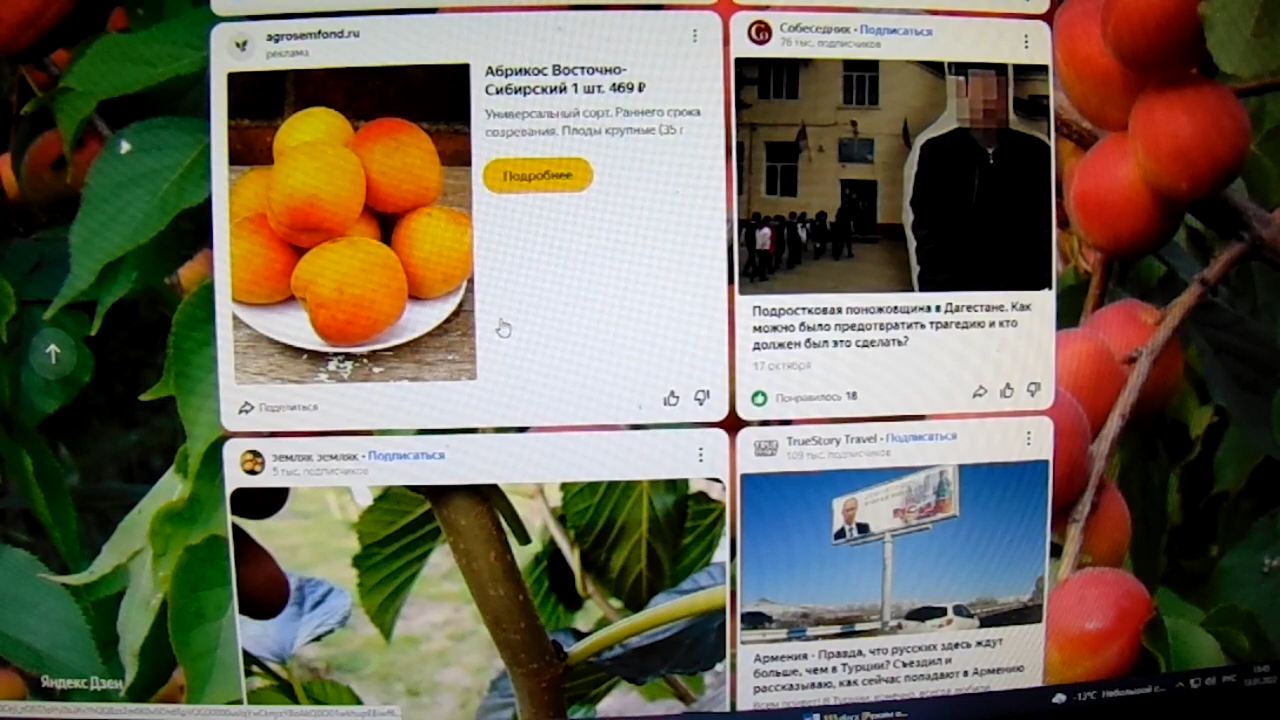 agrosemfond.ru
реклама
Абрикос Восточно-
Сибирский 1 шт. 469 ₽
Универсальный сорт. Раннего срока
созревания. Плоды крупные (35 г
Подробнее
Поделиться
Собеседник • Подписаться
76 тыс. подписчиков
Подростковая поножовщина в Дагестане. Как
можно было предотвратить трагедию и кто
должен был это сделать?
17 октября
Понравилось 18
земляк земляк • Подписаться
5 тыс. подписчиков
TrueStory Travel • Подписаться
109 тыс. подписчиков
Армения - Правда, что русских здесь ждут
больше, чем в Турции? Съездил и
рассказываю, как сейчас попадают в Армению
Яндекс Дзен
-13°C Небольшой с...